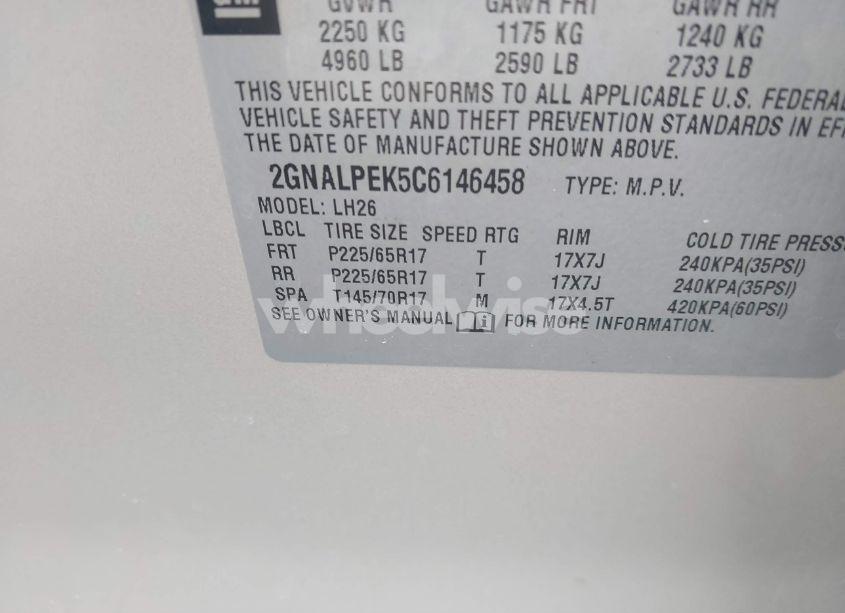 GM
GVWR GAWR FRT GAWR RR
2250 KG 1175 KG 1240 KG
4960 LB 2590 LB 2733 LB
THIS VEHICLE CONFORMS TO ALL APPLICABLE U.S. FEDERAL
VEHICLE SAFETY AND THEFT PREVENTION STANDARDS IN EFF
THE DATE OF MANUFACTURE SHOWN ABOVE.
2GNALPEK5C6146458 TYPE: M.P.V.
MODEL: LH26
LBCL TIRE SIZE SPEED RTG RIM COLD TIRE PRESS
FRT P225/65R17 T 17X7J 240KPA(35PSI)
RR P225/65R17 T 17X7J 240KPA(35PSI)
SPA T145/70R17 M 17X4.5T 420KPA(60PSI)
SEE OWNER'S MANUAL FOR MORE INFORMATION.
wheelwise